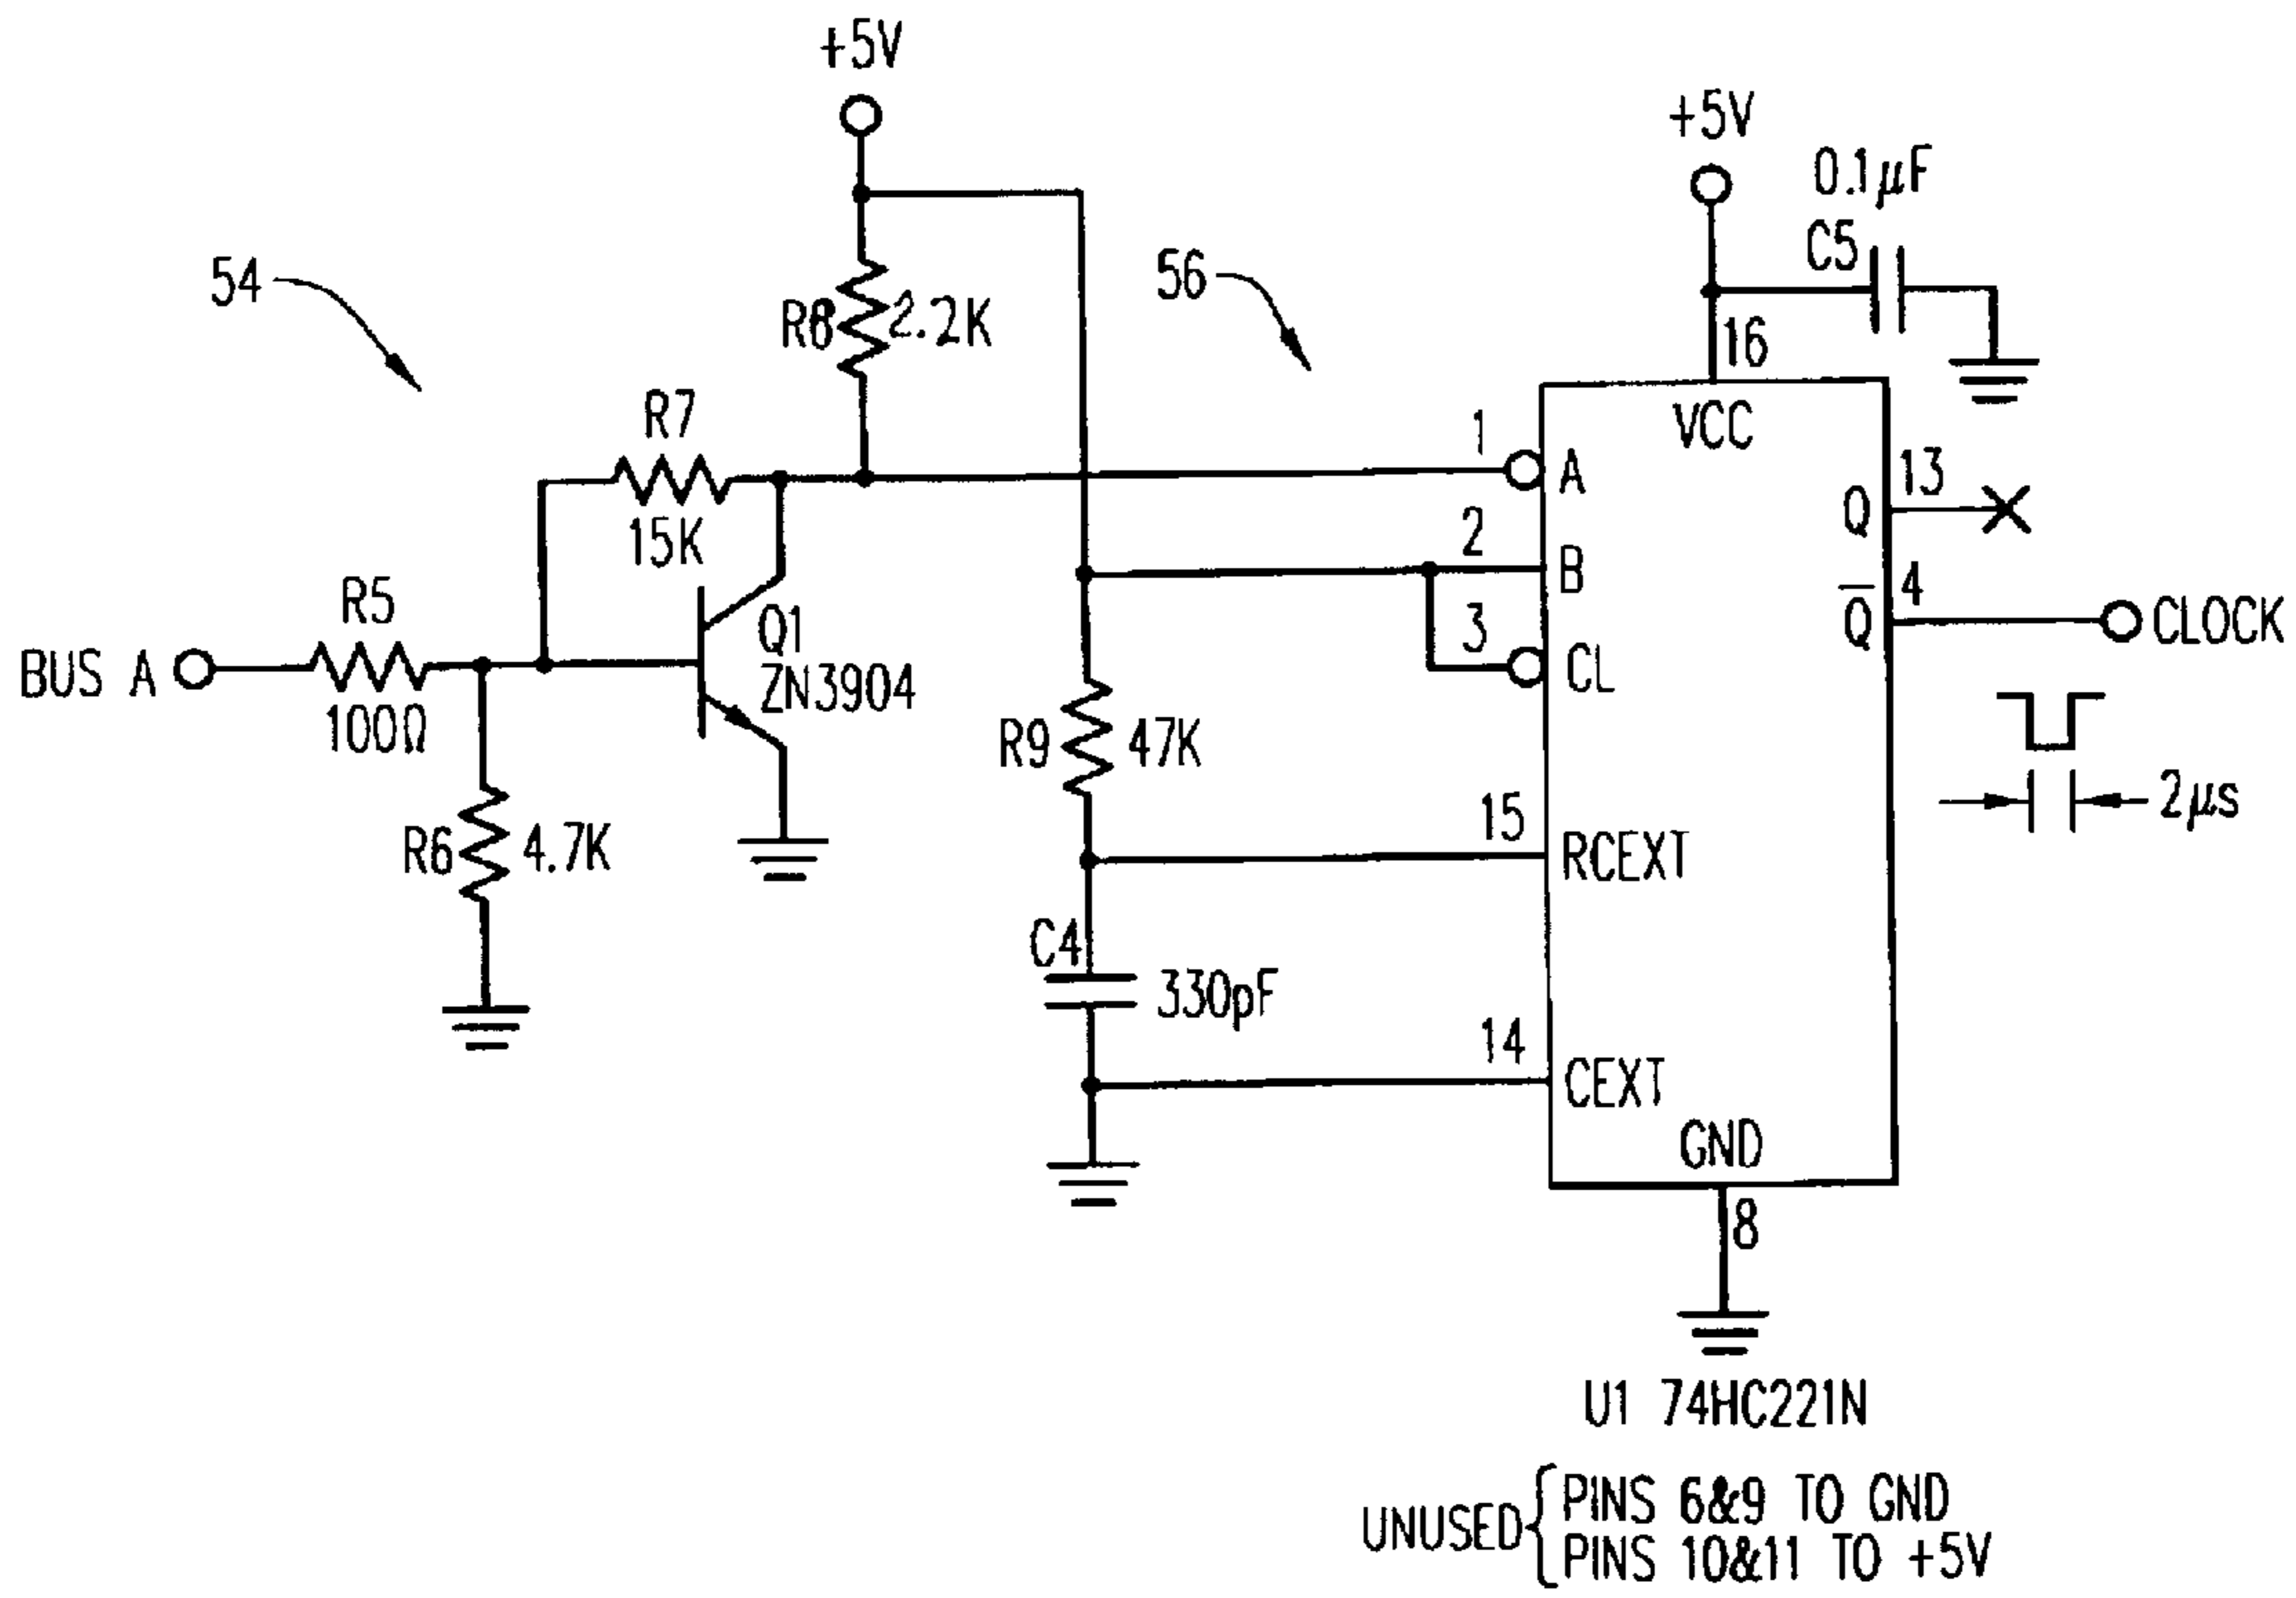 +5V
+5V
0.1µF
C5
54
56
R8 2.2K
16
R7
15K
1
VCC
A
13
Q
2
B
4
Q̅
CLOCK
R5
BUS A
100Ω
Q1
ZN3904
3
CL
R9 47K
2µs
R6 4.7K
15
RCEXT
C4
330pF
14
CEXT
GND
8
U1 74HC221N
UNUSED { PINS 6&9 TO GND
PINS 10&11 TO +5V